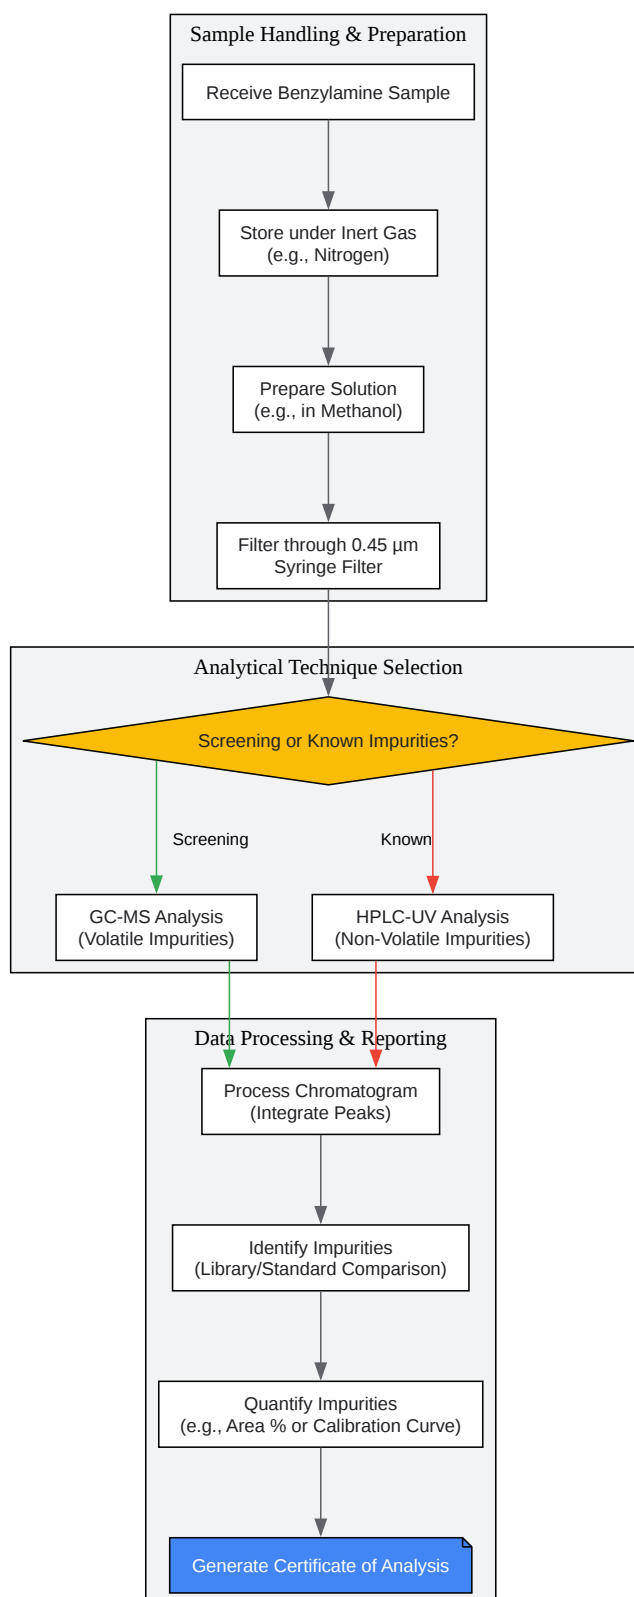 Sample Handling & Preparation
Receive Benzylamine Sample
Store under Inert Gas
(e.g., Nitrogen)
Prepare Solution
(e.g., in Methanol)
Filter through 0.45 µm
Syringe Filter
Analytical Technique Selection
Screening or Known Impurities?
Screening
Known
GC-MS Analysis
(Volatile Impurities)
HPLC-UV Analysis
(Non-Volatile Impurities)
Data Processing & Reporting
Process Chromatogram
(Integrate Peaks)
Identify Impurities
(Library/Standard Comparison)
Quantify Impurities
(e.g., Area % or Calibration Curve)
Generate Certificate of Analysis